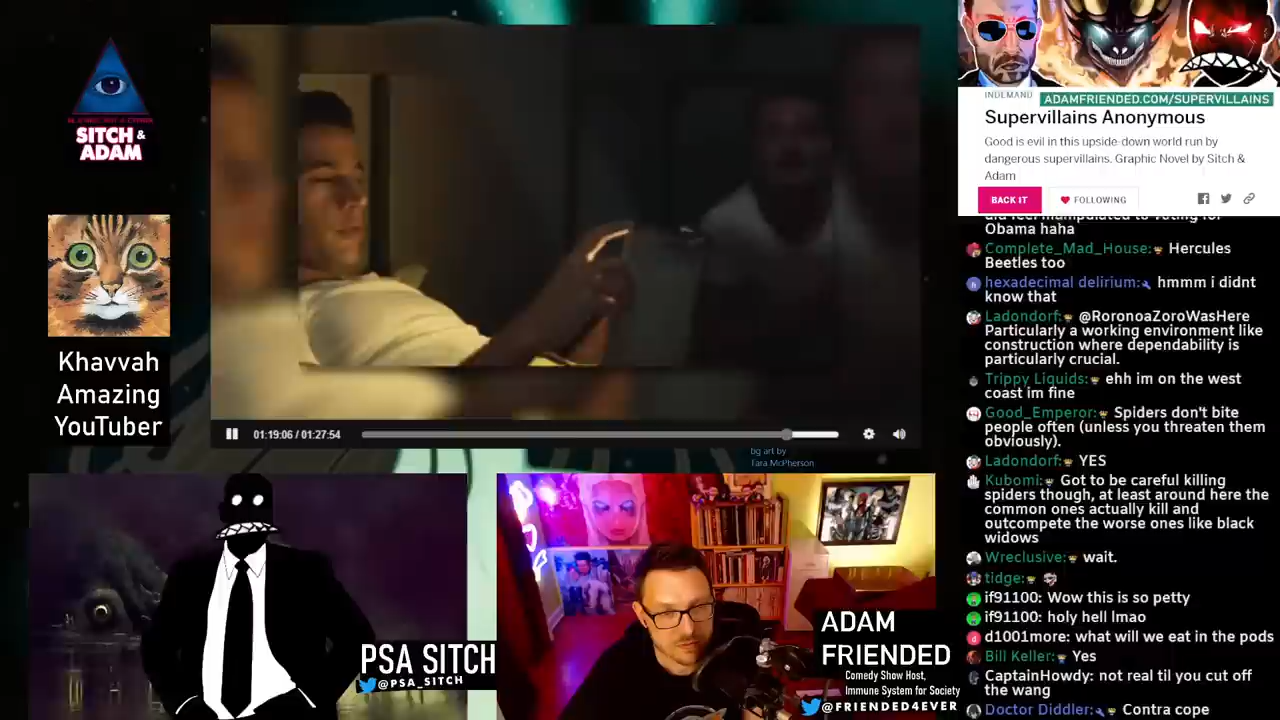 SITCH &
ADAM
Khavvah
Amazing
YouTuber
01:19:06 / 01:27:54
bg art by
Tara McPherson
PSA SITCH
@PSA_SITCH
ADAM
FRIENDED
Comedy Show Host,
Immune System for Society
@FRIENDED4EVER
INDEMAND
ADAMFRIENDED.COM/SUPERVILLAINS
Supervillains Anonymous
Good is evil in this upside-down world run by
dangerous supervillains. Graphic Novel by Sitch &
Adam
BACK IT
FOLLOWING
did feel manipulated to voting for
Obama haha
Complete_Mad_House: Hercules
Beetles too
hexadecimal delirium: hmmm i didnt
know that
Ladondorf: @RoronoaZoroWasHere
Particularly a working environment like
construction where dependability is
particularly crucial.
Trippy Liquids: ehh im on the west
coast im fine
Good_Emperor: Spiders don't bite
people often (unless you threaten them
obviously).
Ladondorf: YES
Kubomi: Got to be careful killing
spiders though, at least around here the
common ones actually kill and
outcompete the worse ones like black
widows
Wreclusive: wait.
tidge:
if91100: Wow this is so petty
if91100: holy hell lmao
d1001more: what will we eat in the pods
Bill Keller: Yes
CaptainHowdy: not real til you cut off
the wang
Doctor Diddler: Contra cope